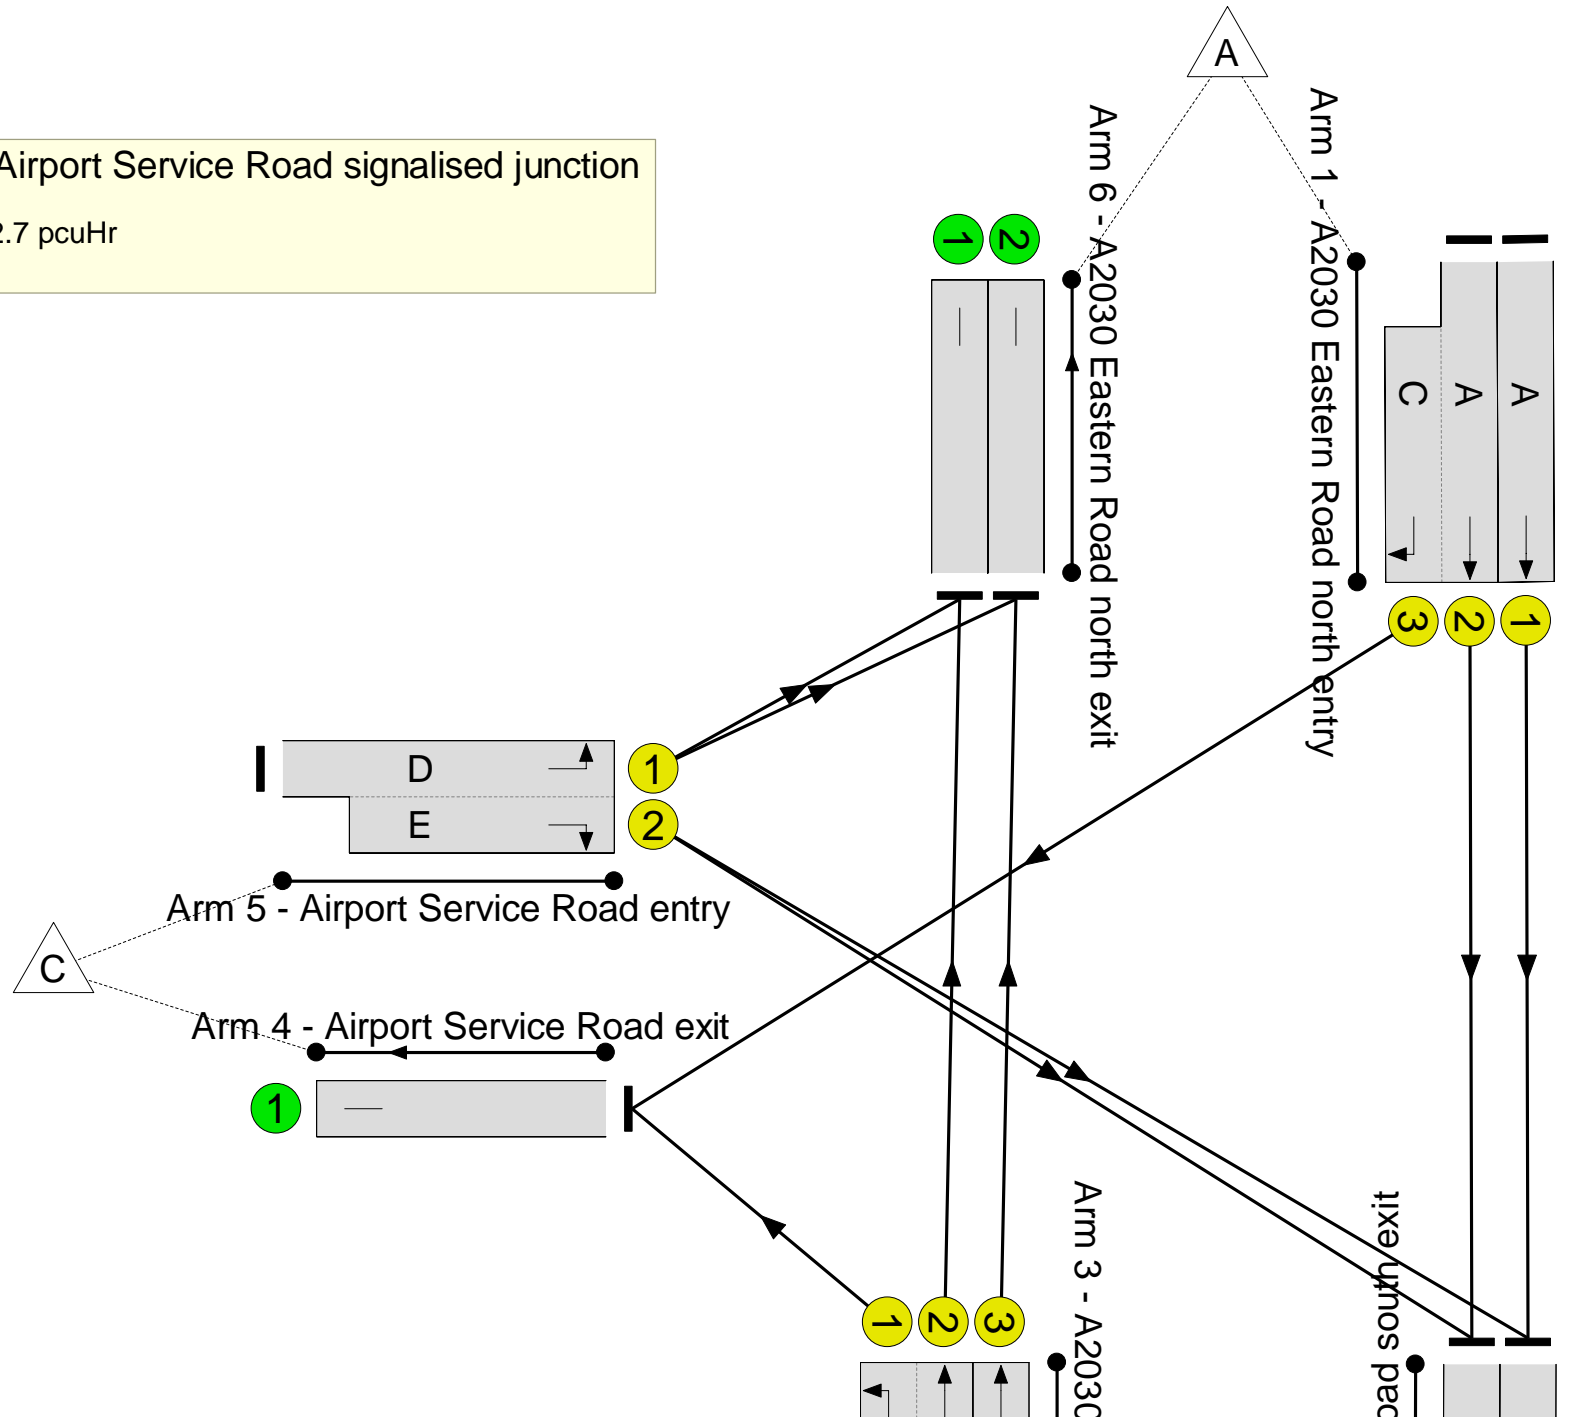 A
Airport Service Road signalised junction
2.7 pcuHr
Arm 6 - A2030 Eastern Road north exit
Arm 1 - A2030 Eastern Road north entry
1 2
C A A
3 2 1
D 1
E 2
Arm 5 - Airport Service Road entry
C
Arm 4 - Airport Service Road exit
1
Arm 3 - A2030
south exit
1 2 3